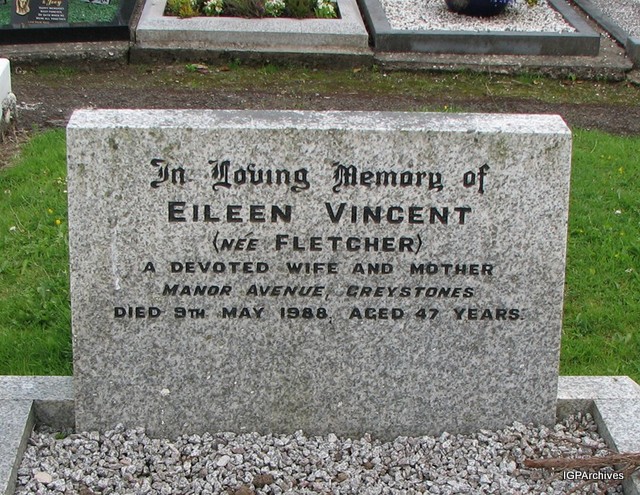 In Loving Memory of
EILEEN VINCENT
(NÉE FLETCHER)
A DEVOTED WIFE AND MOTHER
MANOR AVENUE, GREYSTONES
DIED 9TH MAY 1988, AGED 47 YEARS.
IGPArchives